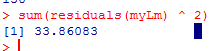 > sum(residuals(myLm) ^ 2)
[1] 33.86083
>